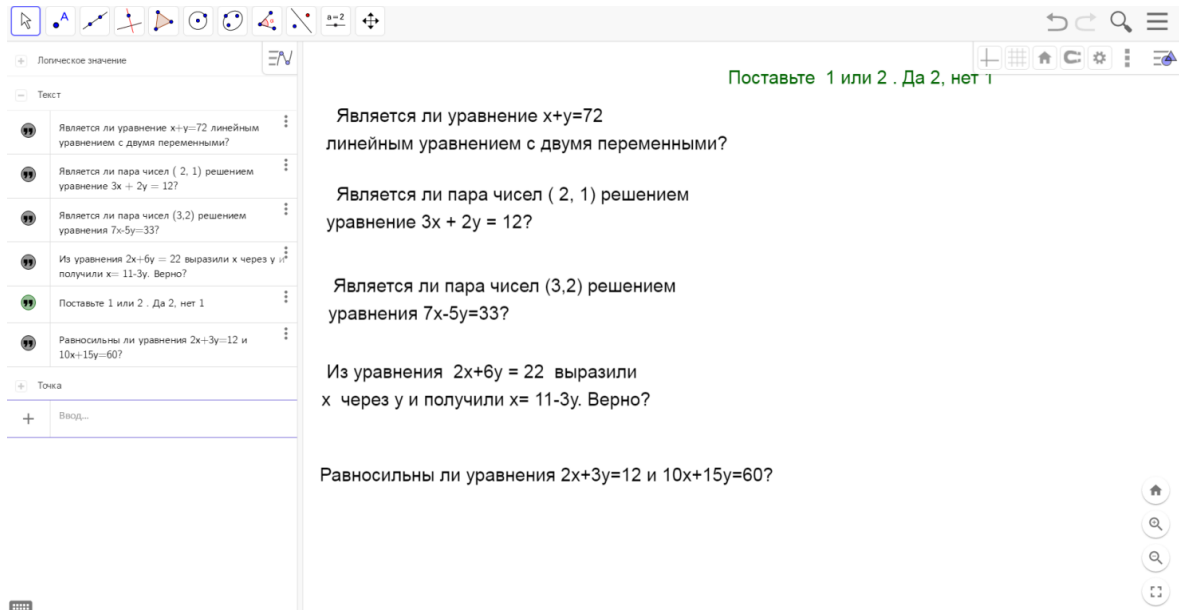 A
a=2
Логическое значение
Текст
Является ли уравнение x+y=72 линейным
уравнением с двумя переменными?
Является ли пара чисел ( 2, 1) решением
уравнение 3x + 2y = 12?
Является ли пара чисел (3,2) решением
уравнения 7x-5y=33?
Из уравнения 2x+6y = 22 выразили x через y и
получили x= 11-3y. Верно?
Поставьте 1 или 2 . Да 2, нет 1
Равносильны ли уравнения 2x+3y=12 и
10x+15y=60?
Точка
Ввод...
Поставьте 1 или 2 . Да 2, нет 1
Является ли уравнение x+y=72
линейным уравнением с двумя переменными?
Является ли пара чисел ( 2, 1) решением
уравнение 3x + 2y = 12?
Является ли пара чисел (3,2) решением
уравнения 7x-5y=33?
Из уравнения 2x+6y = 22 выразили
x через y и получили x= 11-3y. Верно?
Равносильны ли уравнения 2x+3y=12 и 10x+15y=60?